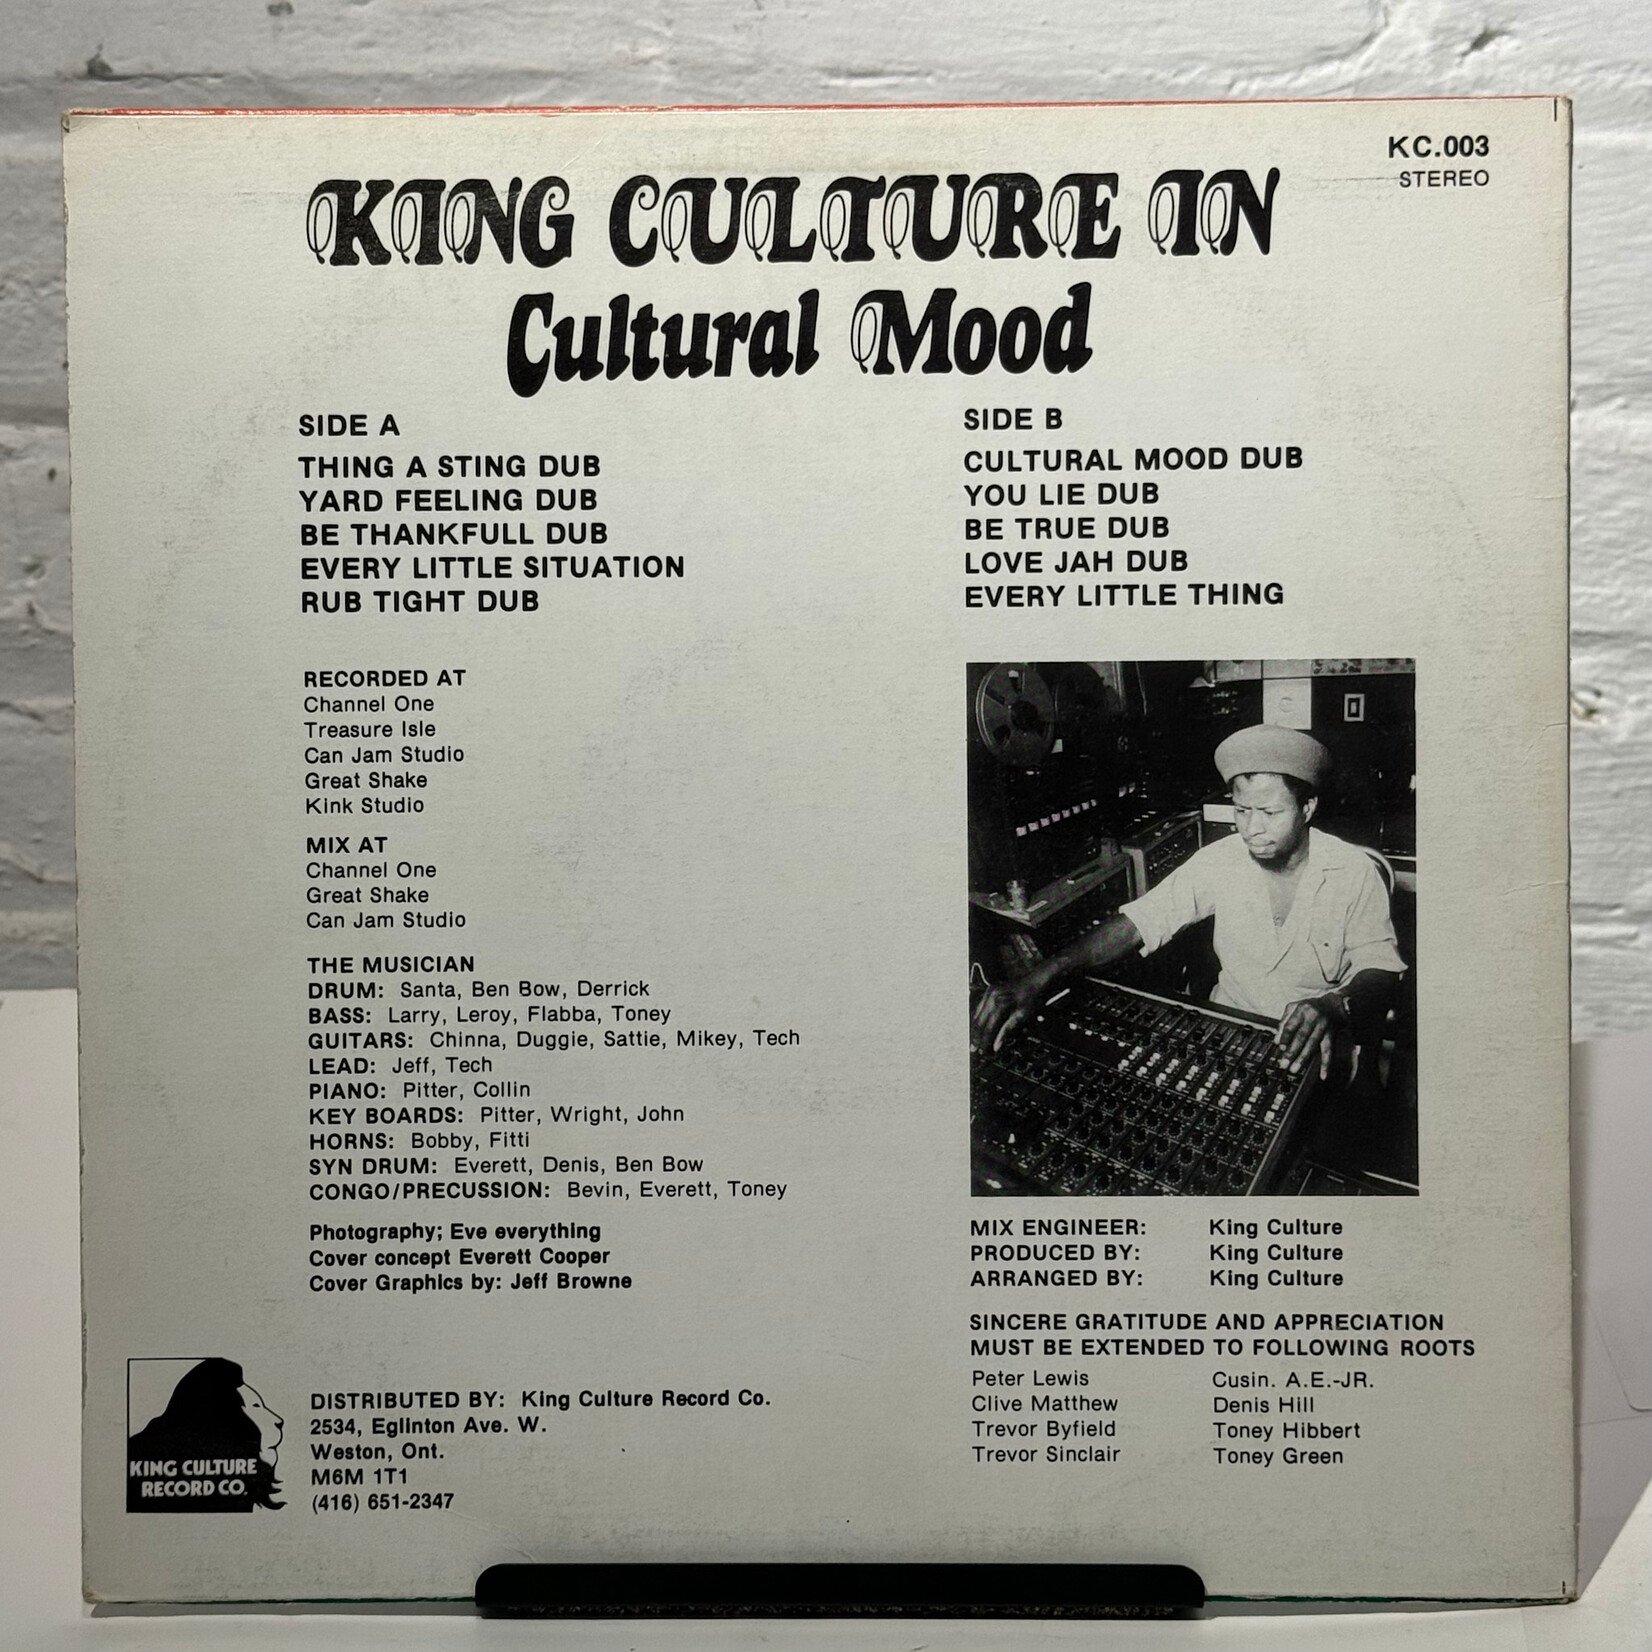 KC.003
STEREO
KING CULTURE IN
Cultural Mood
SIDE A
THING A STING DUB
YARD FEELING DUB
BE THANKFULL DUB
EVERY LITTLE SITUATION
RUB TIGHT DUB
SIDE B
CULTURAL MOOD DUB
YOU LIE DUB
BE TRUE DUB
LOVE JAH DUB
EVERY LITTLE THING
RECORDED AT
Channel One
Treasure Isle
Can Jam Studio
Great Shake
Kink Studio
MIX AT
Channel One
Great Shake
Can Jam Studio
THE MUSICIAN
DRUM: Santa, Ben Bow, Derrick
BASS: Larry, Leroy, Flabba, Toney
GUITARS: Chinna, Duggie, Sattie, Mikey, Tech
LEAD: Jeff, Tech
PIANO: Pitter, Collin
KEY BOARDS: Pitter, Wright, John
HORNS: Bobby, Fitti
SYN DRUM: Everett, Denis, Ben Bow
CONGO/PRECUSSION: Bevin, Everett, Toney
Photography; Eve everything
Cover concept Everett Cooper
Cover Graphics by: Jeff Browne
KING CULTURE
RECORD CO.
DISTRIBUTED BY: King Culture Record Co.
2534, Eglinton Ave. W.
Weston, Ont.
M6M 1T1
(416) 651-2347
MIX ENGINEER: King Culture
PRODUCED BY: King Culture
ARRANGED BY: King Culture
SINCERE GRATITUDE AND APPRECIATION
MUST BE EXTENDED TO FOLLOWING ROOTS
Peter Lewis Cusin. A.E.-JR.
Clive Matthew Denis Hill
Trevor Byfield Toney Hibbert
Trevor Sinclair Toney Green